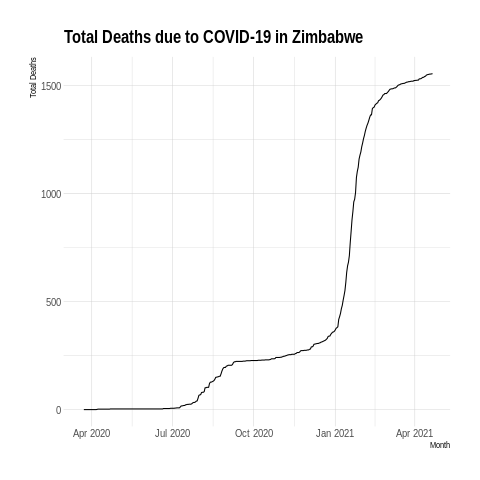 Total Deaths due to COVID-19 in Zimbabwe
Total Deaths
1500
1000
500
0
Apr 2020
Jul 2020
Oct 2020
Jan 2021
Apr 2021
Month